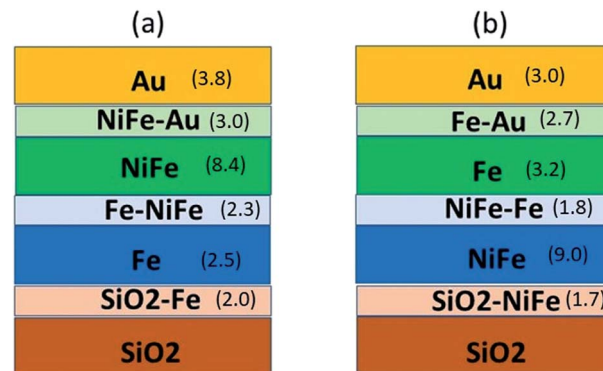 (a)
Au (3.8)
NiFe-Au (3.0)
NiFe (8.4)
Fe-NiFe (2.3)
Fe (2.5)
SiO2-Fe (2.0)
SiO2
(b)
Au (3.0)
Fe-Au (2.7)
Fe (3.2)
NiFe-Fe (1.8)
NiFe (9.0)
SiO2-NiFe (1.7)
SiO2